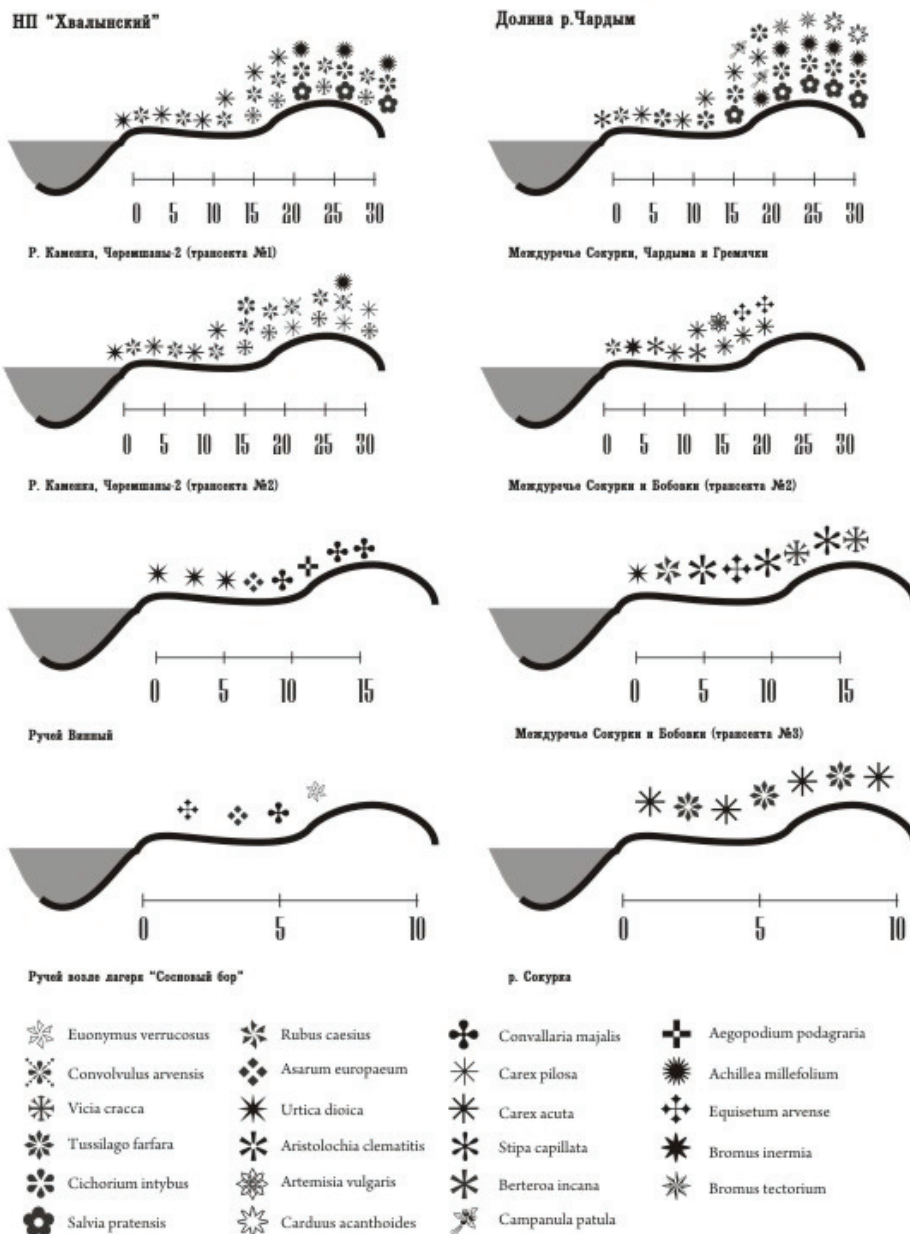 НП "Хвалынский"
Долина р.Чардым
0 5 10 15 20 25 30
0 5 10 15 20 25 30
Р. Каменка, Черемшаны-2 (трансекта №1)
Междуречье Сокурки, Чардыма и Гремячки
0 5 10 15 20 25 30
0 5 10 15 20 25 30
Р. Каменка, Черемшаны-2 (трансекта №2)
Междуречье Сокурки и Бобовки (трансекта №2)
0 5 10 15
0 5 10 15
Ручей Винный
Междуречье Сокурки и Бобовки (трансекта №3)
0 5 10
0 5 10
Ручей возле лагеря "Сосновый бор"
р. Сокурка
Euonymus verrucosus
Convolvulus arvensis
Vicia cracca
Tussilago farfara
Cichorium intybus
Salvia pratensis
Rubus caesius
Asarum europaeum
Urtica dioica
Aristolochia clematitis
Artemisia vulgaris
Carduus acanthoides
Convallaria majalis
Carex pilosa
Carex acuta
Stipa capillata
Berteroa incana
Campanula patula
Aegopodium podagraria
Achillea millefolium
Equisetum arvense
Bromus inermia
Bromus tectorium